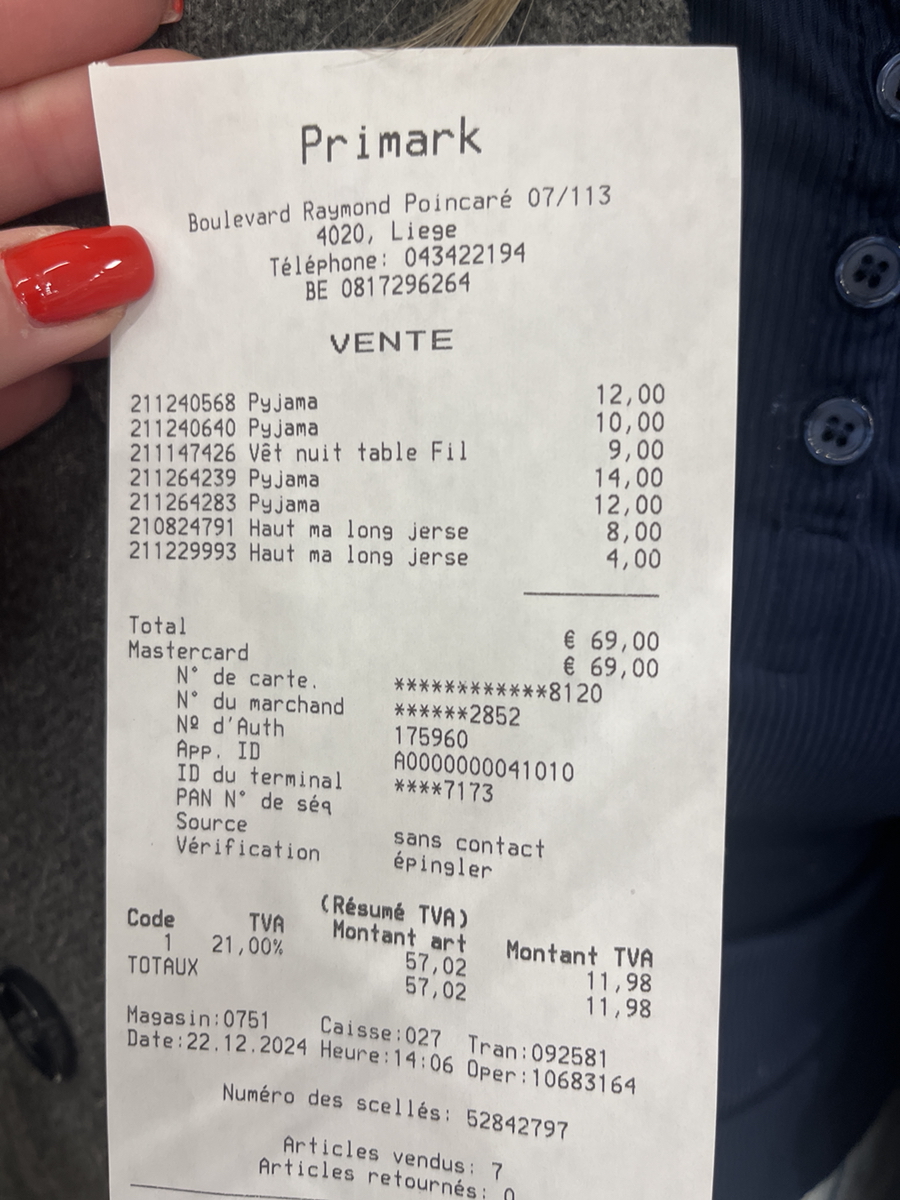 Primark
Boulevard Raymond Poincaré 07/113
4020, Liege
Téléphone: 043422194
BE 0817296264
VENTE
211240568 Pyjama 12,00
211240640 Pyjama 10,00
211147426 Vêt nuit table Fil 9,00
211264239 Pyjama 14,00
211264283 Pyjama 12,00
210824791 Haut ma long jerse 8,00
211229993 Haut ma long jerse 4,00
Total € 69,00
Mastercard € 69,00
N° de carte. ************8120
N° du marchand ******2852
Nº d'Auth 175960
App. ID A0000000041010
ID du terminal ****7173
PAN N° de séq
Source sans contact
Vérification épingler
(Résumé TVA)
Code TVA Montant art Montant TVA
1 21,00% 57,02 11,98
TOTAUX 57,02 11,98
Magasin:0751 Caisse:027 Tran:092581
Date:22.12.2024 Heure:14:06 Oper:10683164
Numéro des scellés: 52842797
Articles vendus: 7
Articles retournés: 0